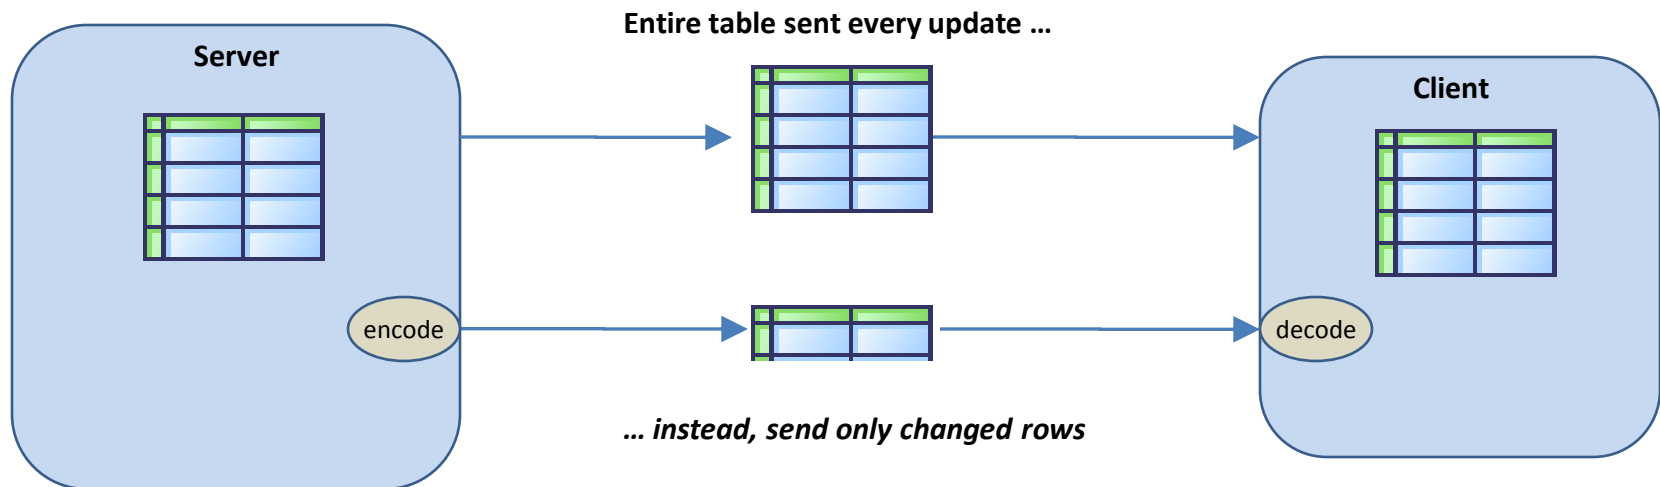 Entire table sent every update …
Server
Client
encode
decode
… instead, send only changed rows